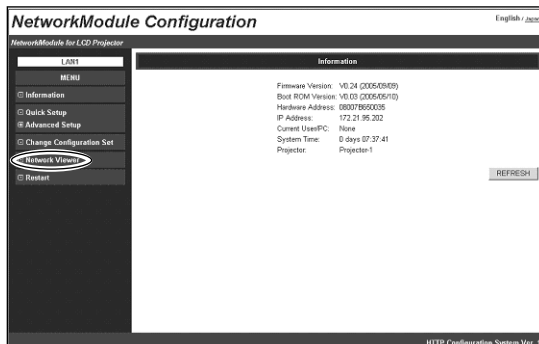 NetworkModule Configuration
English /
NetworkModule for LCD Projector
LAN1
MENU
Information
Quick Setup
Advanced Setup
Change Configuration Set
Network Viewer
Restart
Information
Firmware Version: V0.24 (2005/09/09)
Boot ROM Version: V0.03 (2005/05/10)
Hardware Address: 08007B650035
IP Address: 172.21.95.202
Current User/PC: None
System Time: 0 days 07:37:41
Projector: Projector-1
REFRESH
HTTP Configuration System Ver.